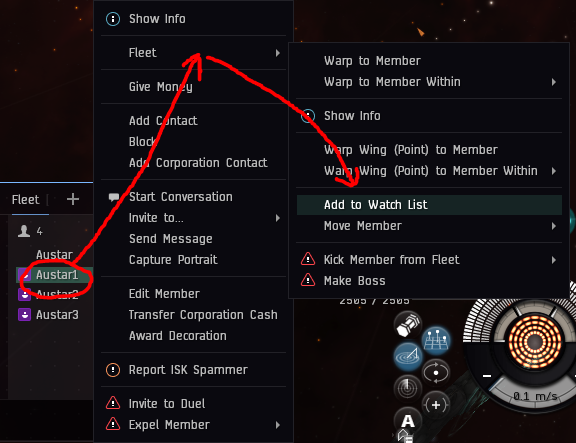 Show Info
Fleet
Give Money
Add Contact
Block
Add Corporation Contact
Start Conversation
Invite to...
Send Message
Capture Portrait
Edit Member
Transfer Corporation Cash
Award Decoration
Report ISK Spammer
Invite to Duel
Expel Member
Warp to Member
Warp to Member Within
Show Info
Warp Wing (Point) to Member
Warp Wing (Point) to Member Within
Add to Watch List
Move Member
Kick Member from Fleet
Make Boss
Fleet +
4
Austar
Austar1
Austar2
Austar3
2505 / 2505
0.1 m/s
A